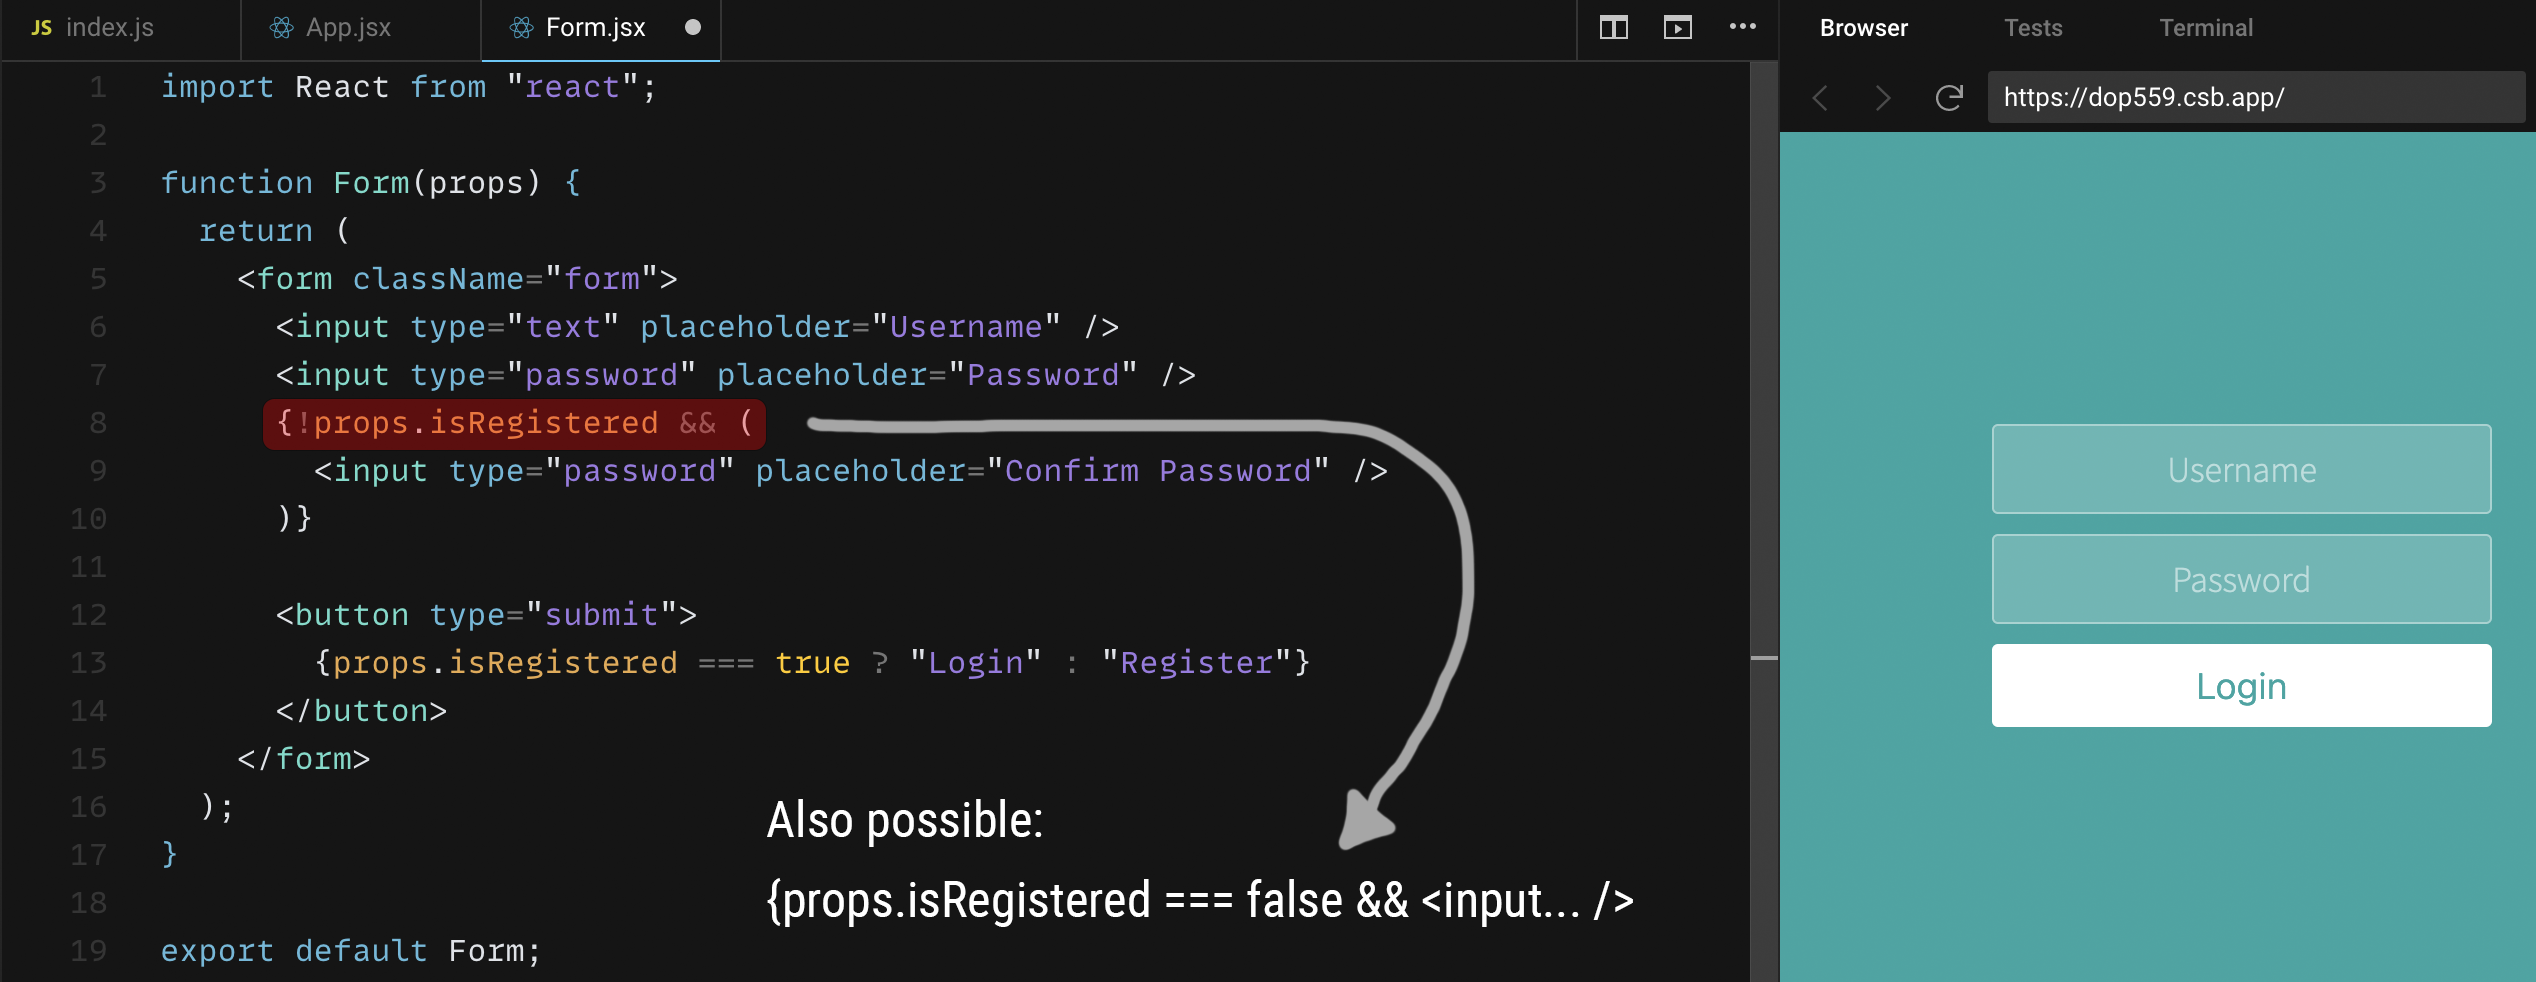 JS index.js App.jsx Form.jsx ••• Browser Tests Terminal
https://dop559.csb.app/
1 import React from "react";
2
3 function Form(props) {
4 return (
5 <form className="form">
6 <input type="text" placeholder="Username" />
7 <input type="password" placeholder="Password" />
8 {!props.isRegistered && (
9 <input type="password" placeholder="Confirm Password" />
10 )}
11
12 <button type="submit">
13 {props.isRegistered === true ? "Login" : "Register"}
14 </button>
15 </form>
16 );
17 }
18
19 export default Form;
Also possible:
{props.isRegistered === false && <input... />
Username
Password
Login